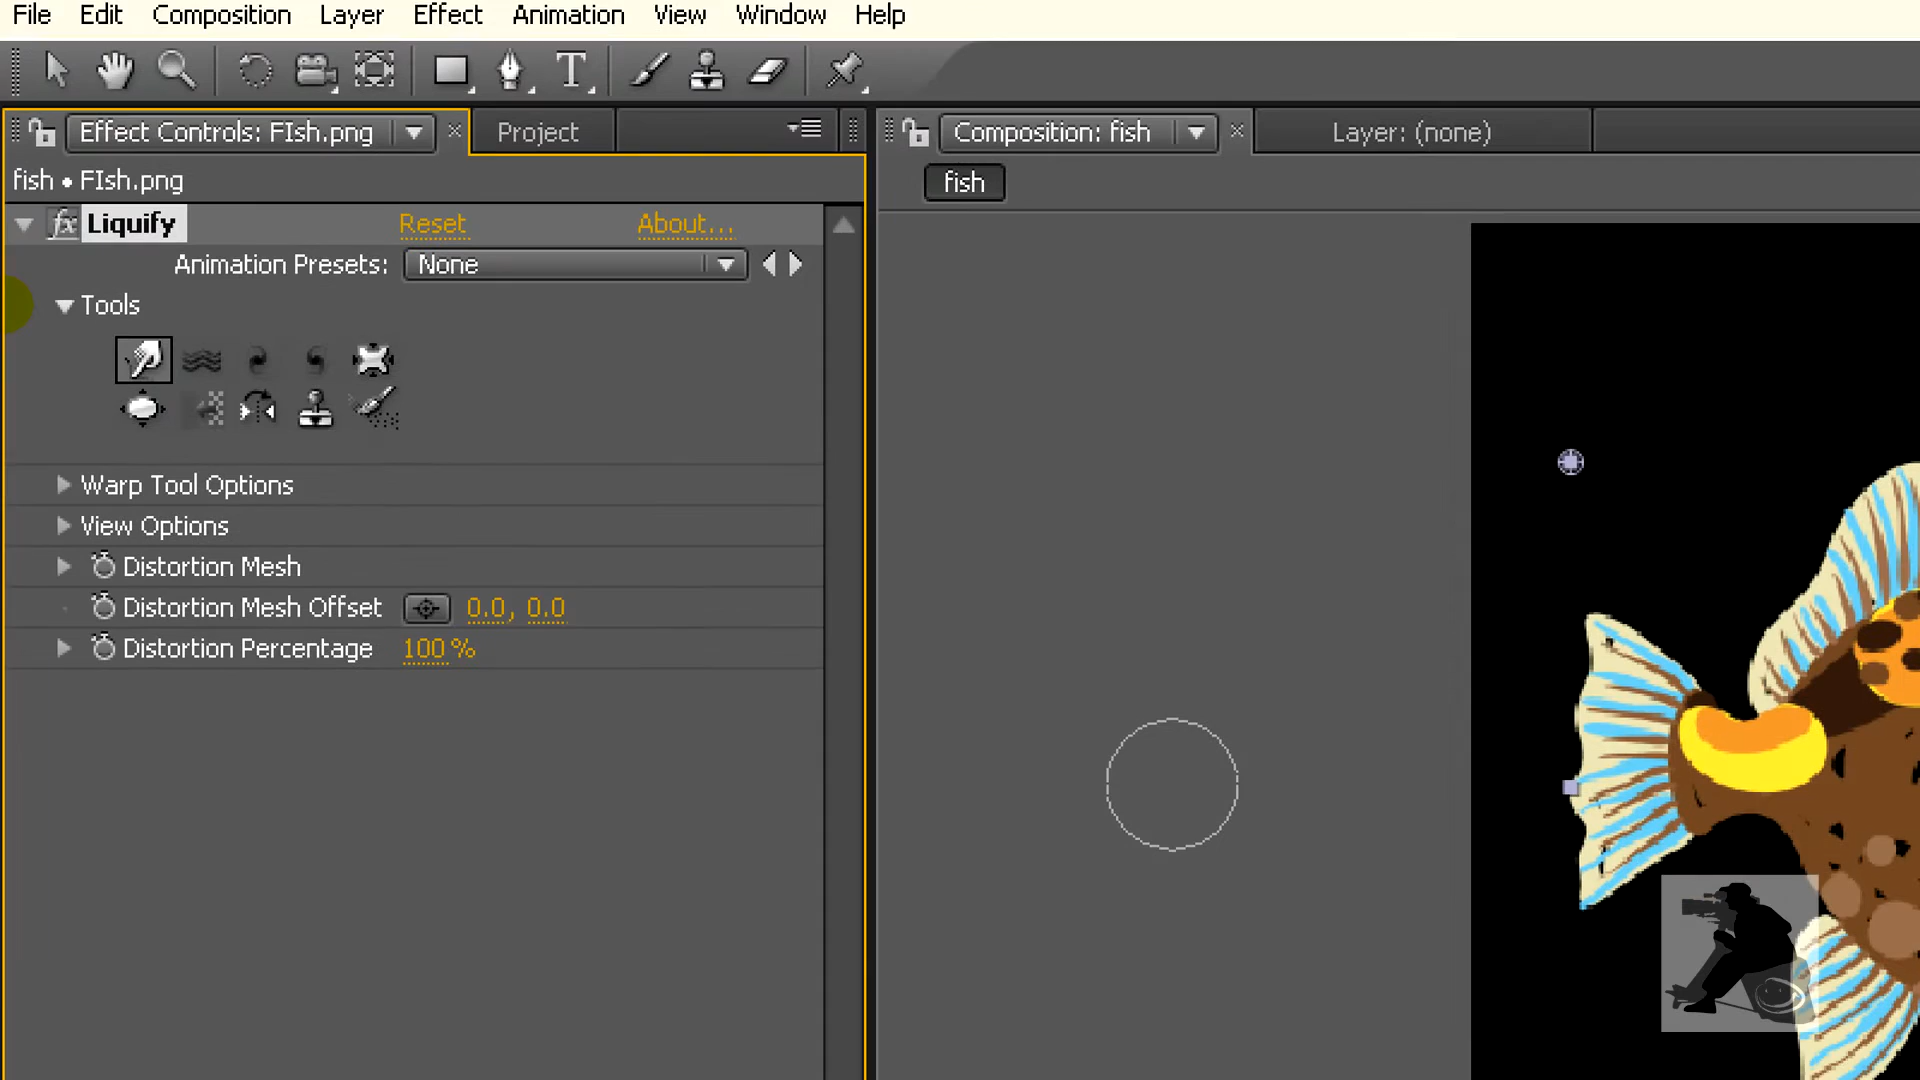 File Edit Composition Layer Effect Animation View Window Help
Effect Controls: FIsh.png Project Composition: fish Layer: (none)
fish • FIsh.png
fish
fx Liquify Reset About...
Animation Presets: None
Tools
Warp Tool Options
View Options
Distortion Mesh
Distortion Mesh Offset 0.0, 0.0
Distortion Percentage 100 %